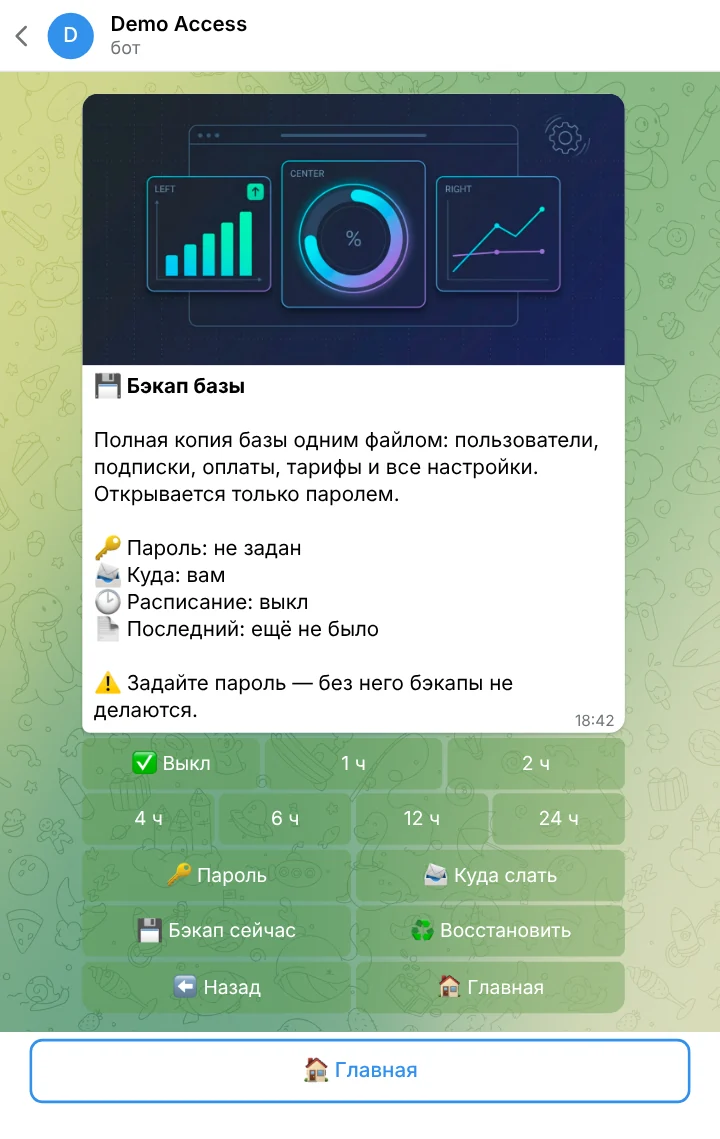 D
Demo Access
бот
LEFT
CENTER
%
RIGHT
💾 Бэкап базы
Полная копия базы одним файлом: пользователи,
подписки, оплаты, тарифы и все настройки.
Открывается только паролем.
🔑 Пароль: не задан
📨 Куда: вам
🕒 Расписание: выкл
📄 Последний: ещё не было
⚠️ Задайте пароль — без него бэкапы не
делаются.
18:42
✅ Выкл
1 ч
2 ч
4 ч
6 ч
12 ч
24 ч
🔑 Пароль
📨 Куда слать
💾 Бэкап сейчас
♻️ Восстановить
⬅️ Назад
🏠 Главная
🏠 Главная